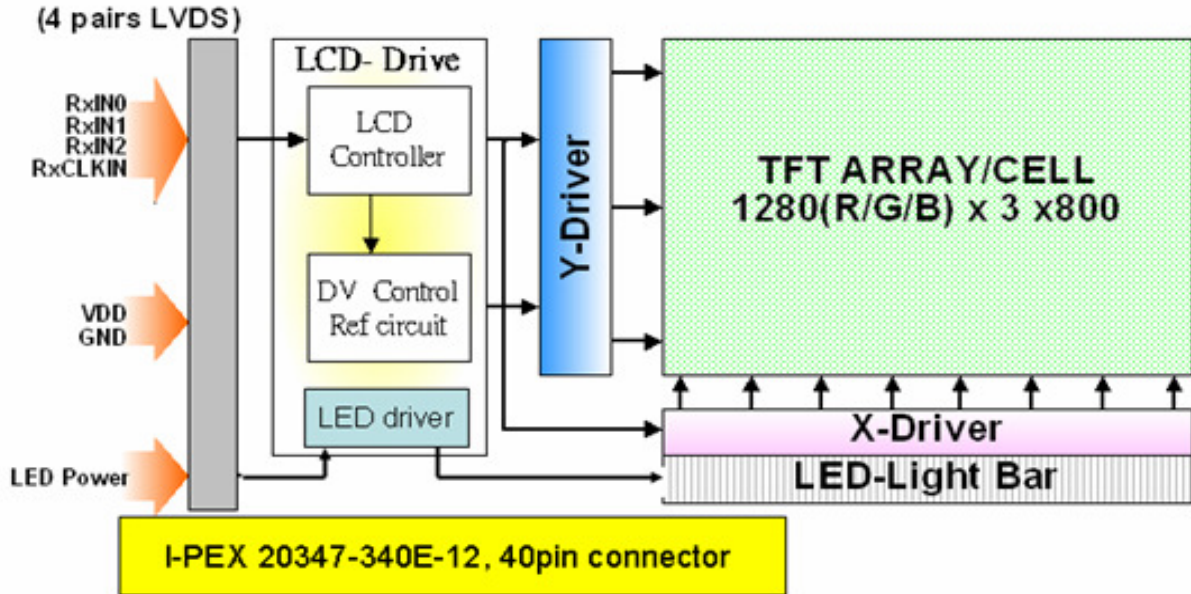 (4 pairs LVDS)
RxIN0
RxIN1
RxIN2
RxCLKIN
VDD
GND
LED Power
LCD- Drive
LCD
Controller
DV Control
Ref circuit
LED driver
Y-Driver
TFT ARRAY/CELL
1280(R/G/B) x 3 x800
X-Driver
LED-Light Bar
I-PEX 20347-340E-12, 40pin connector